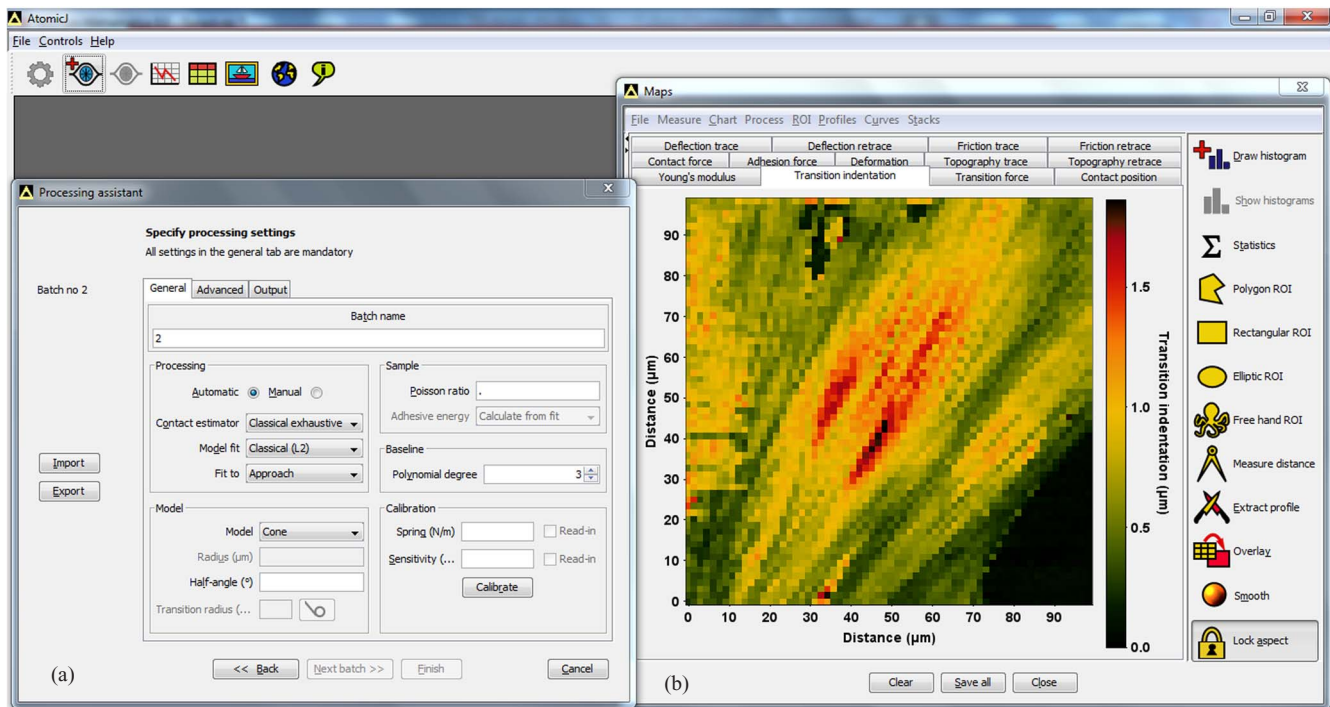 AtomicJ
File Controls Help
Maps
File Measure Chart Process ROI Profiles Curves Stacks
Deflection trace Deflection retrace Friction trace Friction retrace
Contact force Adhesion force Deformation Topography trace Topography retrace
Young's modulus Transition indentation Transition force Contact position
Draw histogram
Show histograms
Statistics
Polygon ROI
Rectangular ROI
Elliptic ROI
Free hand ROI
Measure distance
Extract profile
Overlay
Smooth
Lock aspect
90
80
70
60
50
40
30
20
10
0
Distance (µm)
0 10 20 30 40 50 60 70 80 90
Distance (µm)
1.5
1.0
0.5
0.0
Transition indentation (µm)
Clear Save all Close
(b)
Processing assistant
Specify processing settings
All settings in the general tab are mandatory
Batch no 2
General Advanced Output
Batch name
2
Processing
Automatic Manual
Contact estimator Classical exhaustive
Model fit Classical (L2)
Fit to Approach
Sample
Poisson ratio .
Adhesive energy Calculate from fit
Baseline
Polynomial degree 3
Import
Export
Model
Model Cone
Radius (µm)
Half-angle (°)
Transition radius (...
Calibration
Spring (N/m) Read-in
Sensitivity (... Read-in
Calibrate
<< Back Next batch >> Finish Cancel
(a)